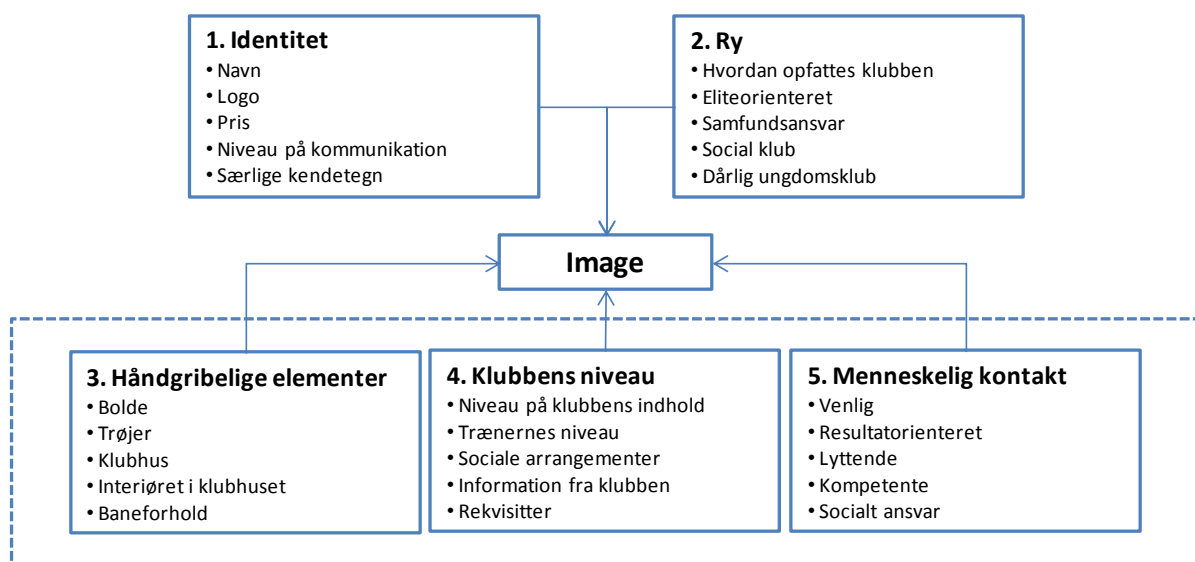 1. Identitet
• Navn
• Logo
• Pris
• Niveau på kommunikation
• Særlige kendetegn
2. Ry
• Hvordan opfattes klubben
• Eliteorienteret
• Samfundsansvar
• Social klub
• Dårlig ungdomsklub
Image
3. Håndgribelige elementer
• Bolde
• Trøjer
• Klubhus
• Interiøret i klubhuset
• Baneforhold
4. Klubbens niveau
• Niveau på klubbens indhold
• Trænernes niveau
• Sociale arrangementer
• Information fra klubben
• Rekvisitter
5. Menneskelig kontakt
• Venlig
• Resultatorienteret
• Lyttende
• Kompetente
• Socialt ansvar